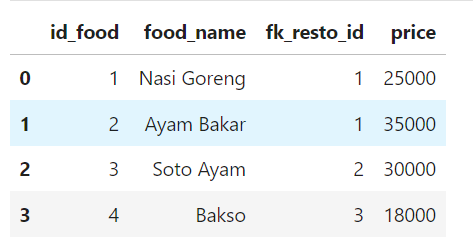 id_food food_name fk_resto_id price
0 1 Nasi Goreng 1 25000
1 2 Ayam Bakar 1 35000
2 3 Soto Ayam 2 30000
3 4 Bakso 3 18000